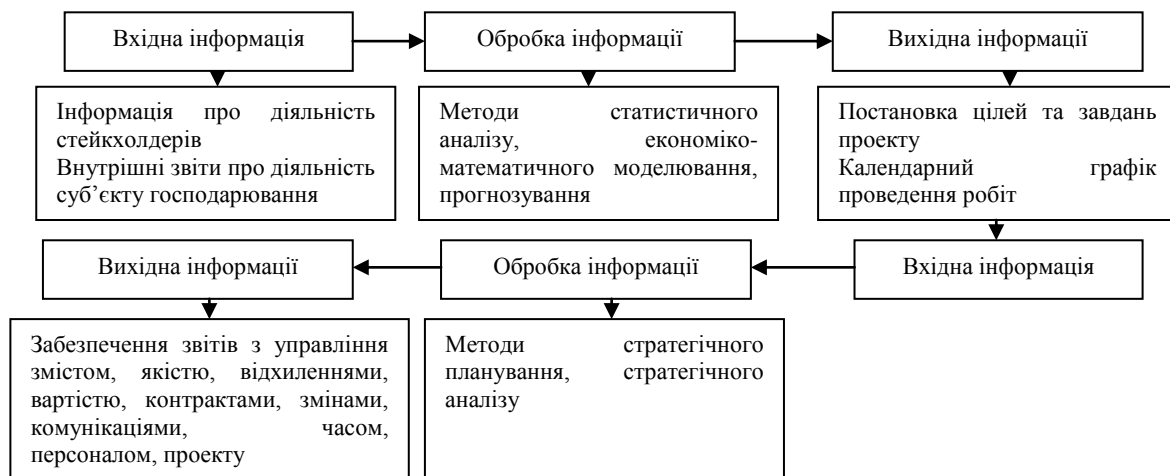 Вхідна інформація
Обробка інформації
Вихідна інформації
Інформація про діяльність
стейкхолдерів
Внутрішні звіти про діяльність
суб’єкту господарювання
Методи статистичного
аналізу, економіко-
математичного моделювання,
прогнозування
Постановка цілей та завдань
проекту
Календарний графік
проведення робіт
Вихідна інформації
Обробка інформації
Вхідна інформація
Забезпечення звітів з управління
змістом, якістю, відхиленнями,
вартістю, контрактами, змінами,
комунікаціями, часом,
персоналом, проекту
Методи стратегічного
планування, стратегічного
аналізу